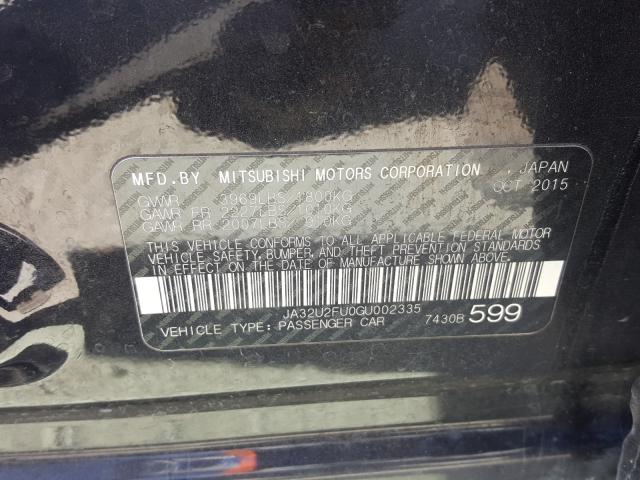 MFD.BY MITSUBISHI MOTORS CORPORATION , JAPAN
GVWR 3969LBS 1800KG OCT 2015
GAWR FR 2227LBS 1010KG
GAWR RR 2007LBS 910KG
THIS VEHICLE CONFORMS TO ALL APPLICABLE FEDERAL MOTOR
VEHICLE SAFETY, BUMPER, AND THEFT PREVENTION STANDARDS
IN EFFECT ON THE DATE OF MANUFACTURE SHOWN ABOVE.
JA32U2FU0GU002335
VEHICLE TYPE: PASSENGER CAR 7430B 599